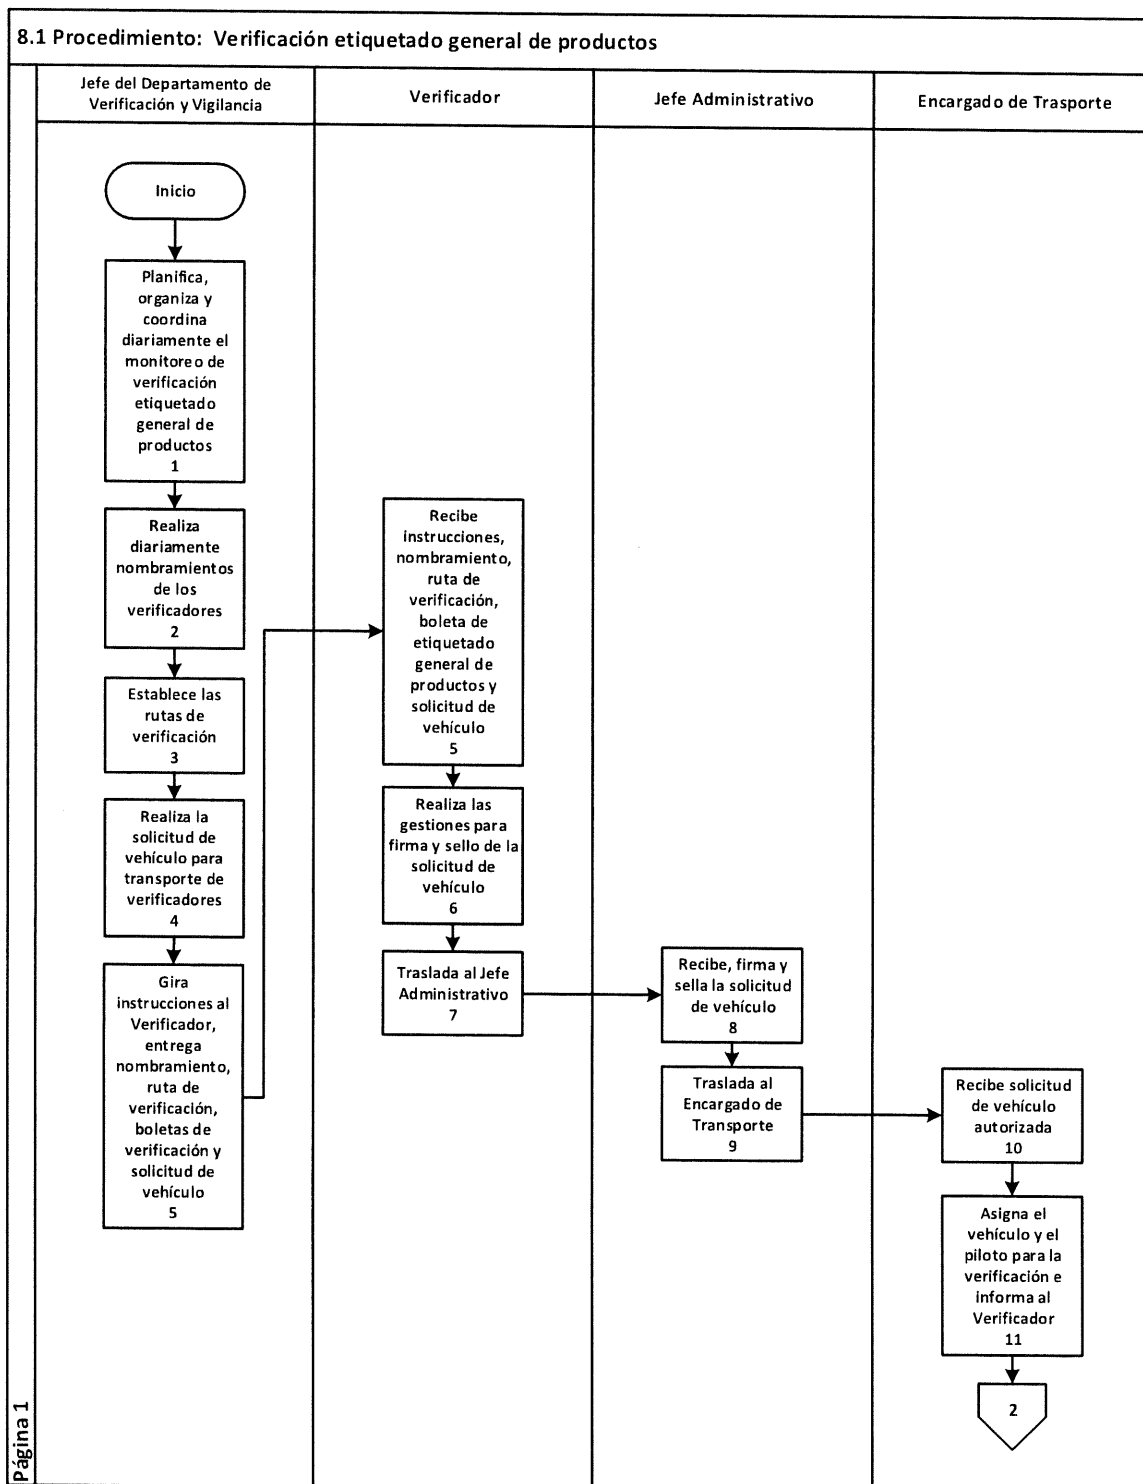 8.1 Procedimiento: Verificación etiquetado general de productos
Jefe del Departamento de
Verificación y Vigilancia
Verificador
Jefe Administrativo
Encargado de Trasporte
Inicio
Planifica,
organiza y
coordina
diariamente el
monitoreo de
verificación
etiquetado
general de
productos
1
Realiza
diariamente
nombramientos
de los
verificadores
2
Establece las
rutas de
verificación
3
Realiza la
solicitud de
vehículo para
transporte de
verificadores
4
Gira
instrucciones al
Verificador,
entrega
nombramiento,
ruta de
verificación,
boletas de
verificación y
solicitud de
vehículo
5
Recibe
instrucciones,
nombramiento,
ruta de
verificación,
boleta de
etiquetado
general de
productos y
solicitud de
vehículo
5
Realiza las
gestiones para
firma y sello de la
solicitud de
vehículo
6
Traslada al Jefe
Administrativo
7
Recibe, firma y
sella la solicitud
de vehículo
8
Traslada al
Encargado de
Transporte
9
Recibe solicitud
de vehículo
autorizada
10
Asigna el
vehículo y el
piloto para la
verificación e
informa al
Verificador
11
2
Página 1